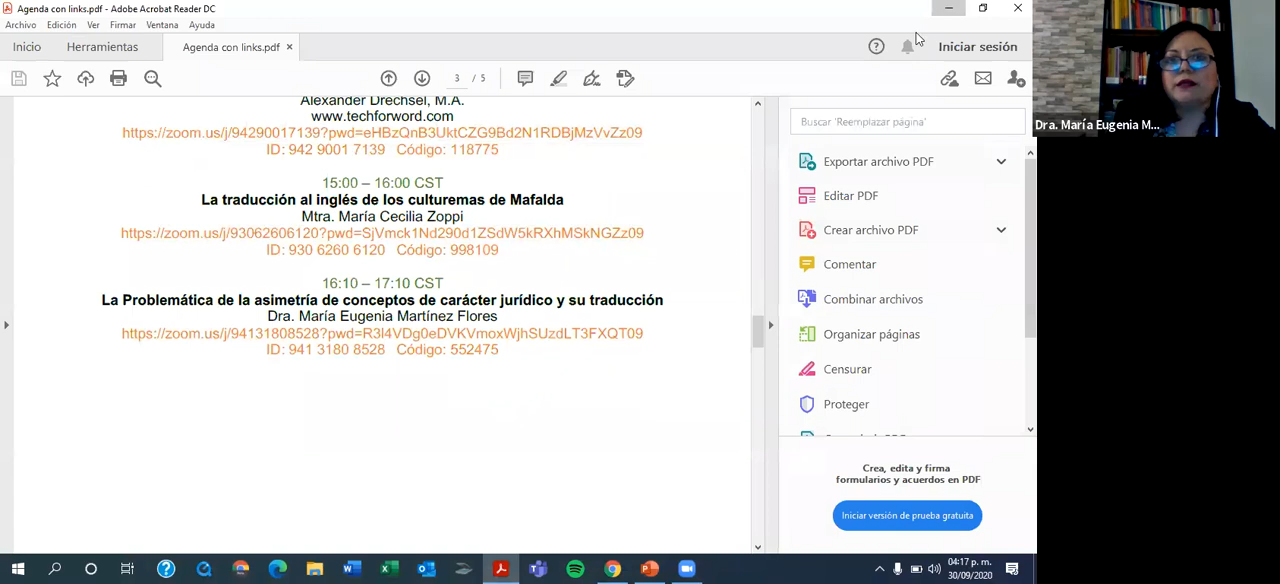 Agenda con links.pdf - Adobe Acrobat Reader DC
Archivo Edición Ver Firmar Ventana Ayuda
Inicio Herramientas Agenda con links.pdf × Iniciar sesión
3 / 5
Alexander Drechsel, M.A.
www.techforword.com
https://zoom.us/j/94290017139?pwd=eHBzQnB3UktCZG9Bd2N1RDBjMzVvZz09
ID: 942 9001 7139 Código: 118775
15:00 – 16:00 CST
La traducción al inglés de los culturemas de Mafalda
Mtra. María Cecilia Zoppi
https://zoom.us/j/93062606120?pwd=SjVmck1Nd290d1ZSdW5kRXhMSkNGZz09
ID: 930 6260 6120 Código: 998109
16:10 – 17:10 CST
La Problemática de la asimetría de conceptos de carácter jurídico y su traducción
Dra. María Eugenia Martínez Flores
https://zoom.us/j/94131808528?pwd=R3l4VDg0eDVKVmoxWjhSUzdLT3FXQT09
ID: 941 3180 8528 Código: 552475
Buscar 'Reemplazar página'
Exportar archivo PDF
Editar PDF
Crear archivo PDF
Comentar
Combinar archivos
Organizar páginas
Censurar
Proteger
Crea, edita y firma
formularios y acuerdos en PDF
Iniciar versión de prueba gratuita
Dra. María Eugenia M...
04:17 p. m.
30/09/2020